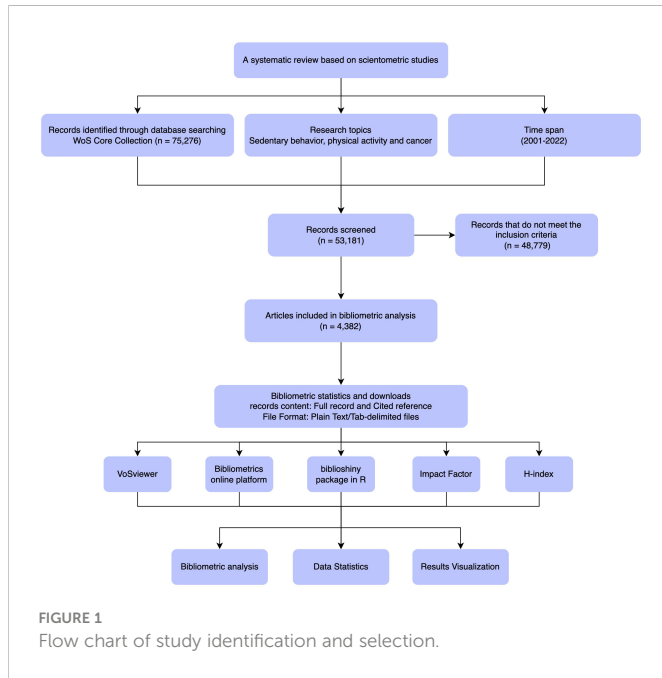 A systematic review based on scientometric studies
Records identified through database searching
WoS Core Collection (n = 75,276)
Research topics
Sedentary behavior, physical activity and cancer
Time span
(2001-2022)
Records screened
(n = 53,181)
Records that do not meet the
inclusion criteria
(n = 48,779)
Articles included in bibliometric analysis
(n = 4,382)
Bibliometric statistics and downloads
records content: Full record and Cited reference
File Format: Plain Text/Tab-delimited files
VoSviewer
Bibliometrics
online platform
biblioshiny
package in R
Impact Factor
H-index
Bibliometric analysis
Data Statistics
Results Visualization
FIGURE 1
Flow chart of study identification and selection.